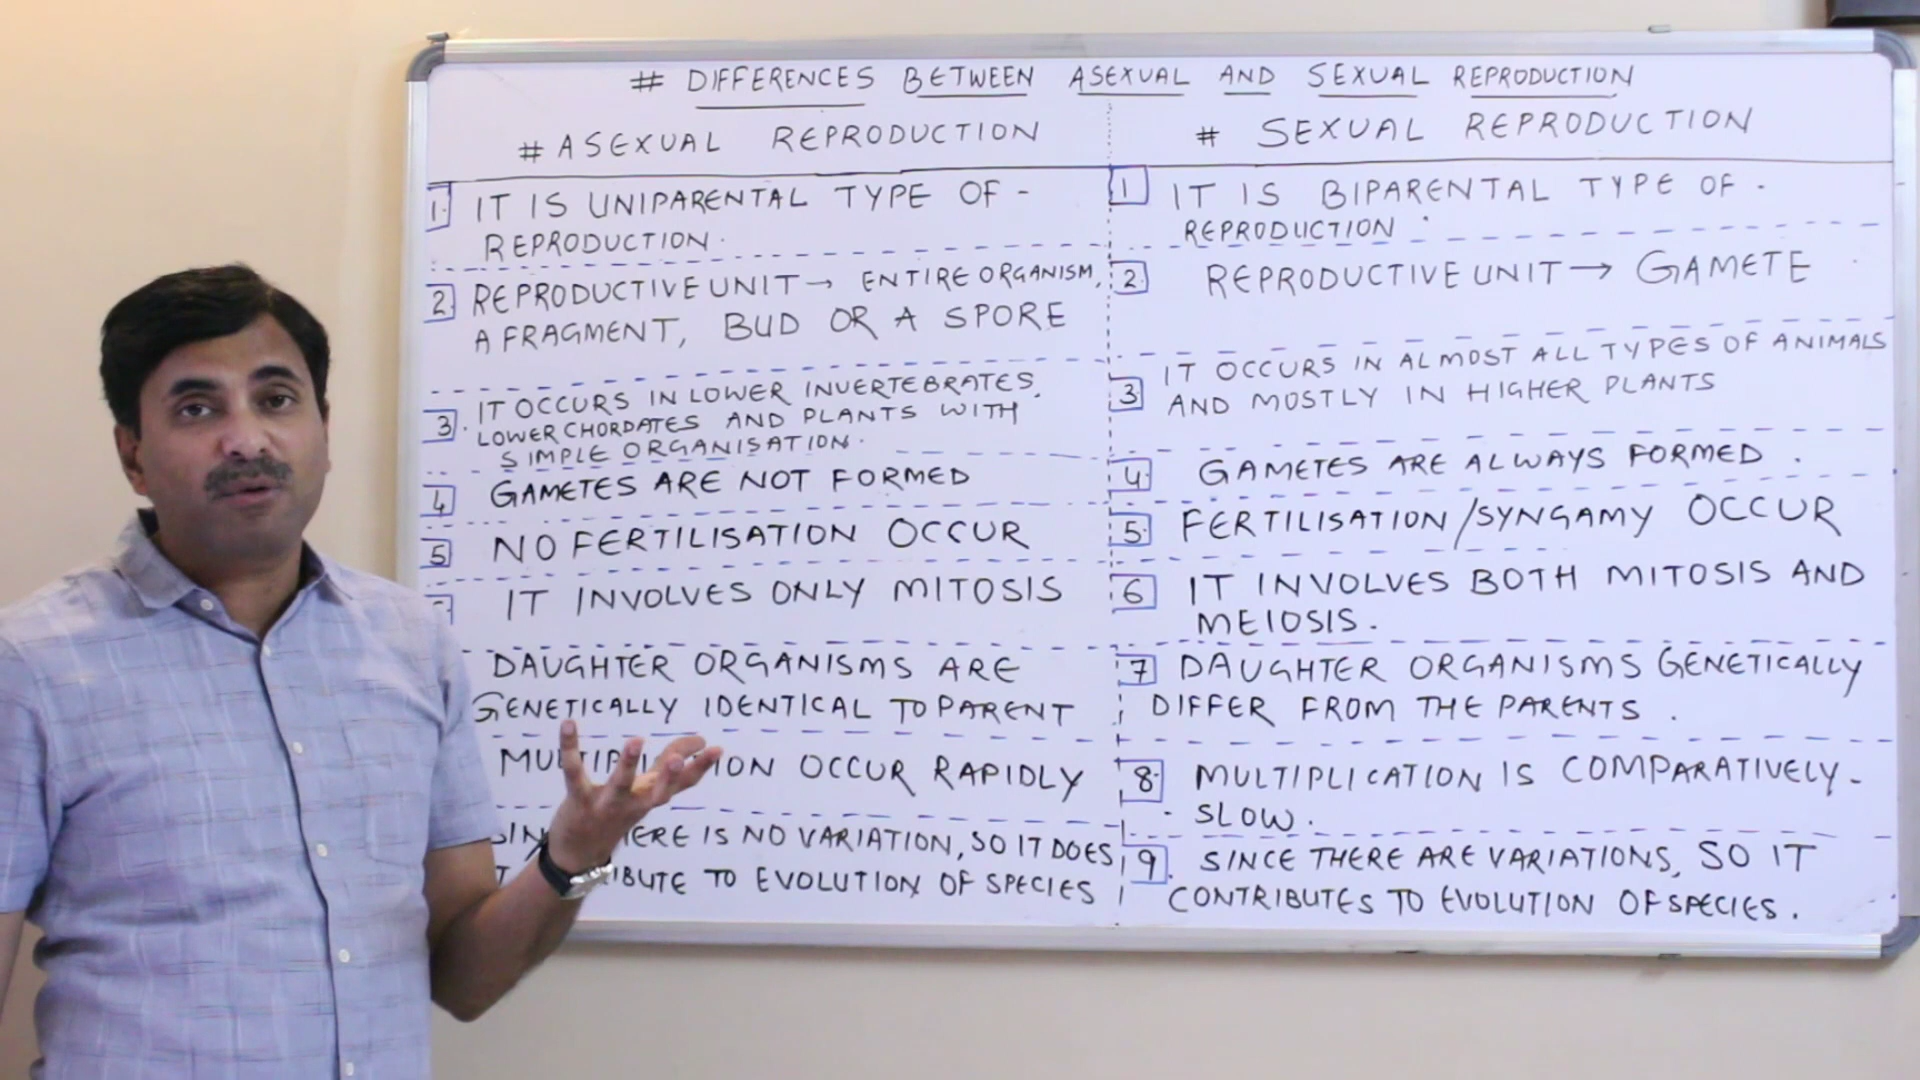 # DIFFERENCES BETWEEN ASEXUAL AND SEXUAL REPRODUCTION
# ASEXUAL REPRODUCTION
1. IT IS UNIPARENTAL TYPE OF -
REPRODUCTION.
2. REPRODUCTIVE UNIT → ENTIRE ORGANISM,
A FRAGMENT, BUD OR A SPORE
3. IT OCCURS IN LOWER INVERTEBRATES,
LOWER CHORDATES AND PLANTS WITH
SIMPLE ORGANISATION.
4 GAMETES ARE NOT FORMED
5 NO FERTILISATION OCCUR
IT INVOLVES ONLY MITOSIS
DAUGHTER ORGANISMS ARE
GENETICALLY IDENTICAL TO PARENT
OCCUR RAPIDLY
IS NO VARIATION, SO IT DOES
TO EVOLUTION OF SPECIES
# SEXUAL REPRODUCTION
1 IT IS BIPARENTAL TYPE OF -
REPRODUCTION
2. REPRODUCTIVE UNIT → GAMETE
3. IT OCCURS IN ALMOST ALL TYPES OF ANIMALS
AND MOSTLY IN HIGHER PLANTS
4. GAMETES ARE ALWAYS FORMED.
5. FERTILISATION/SYNGAMY OCCUR
6 IT INVOLVES BOTH MITOSIS AND
MEIOSIS.
7 DAUGHTER ORGANISMS GENETICALLY
DIFFER FROM THE PARENTS.
8. MULTIPLICATION IS COMPARATIVELY-
SLOW.
9. SINCE THERE ARE VARIATIONS, SO IT
CONTRIBUTES TO EVOLUTION OF SPECIES.